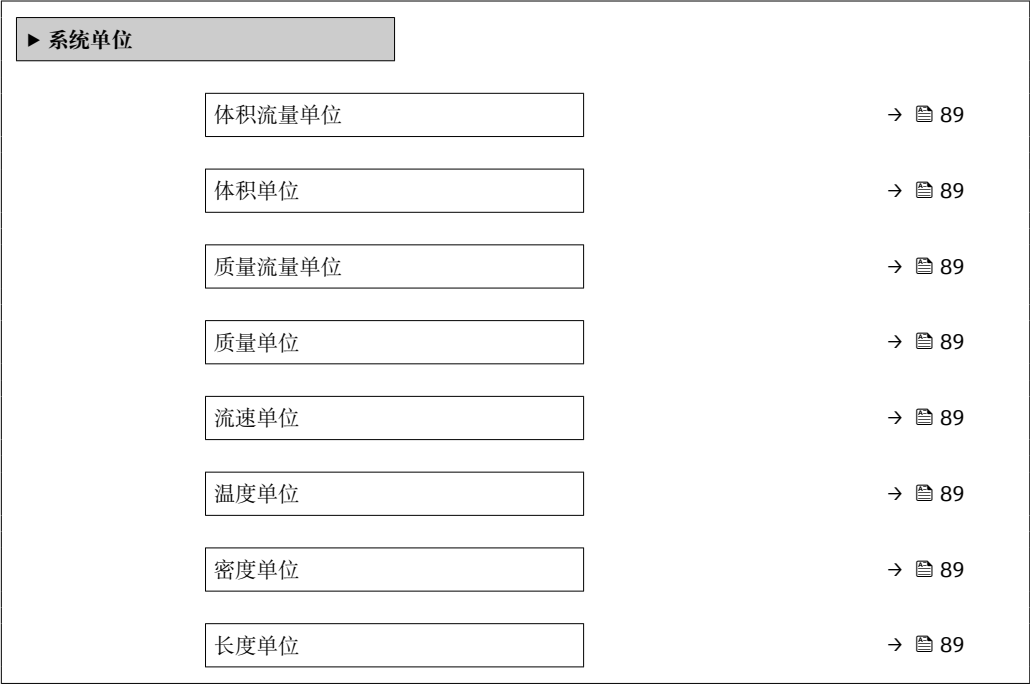 ▶ 系统单位
体积流量单位 → 89
体积单位 → 89
质量流量单位 → 89
质量单位 → 89
流速单位 → 89
温度单位 → 89
密度单位 → 89
长度单位 → 89